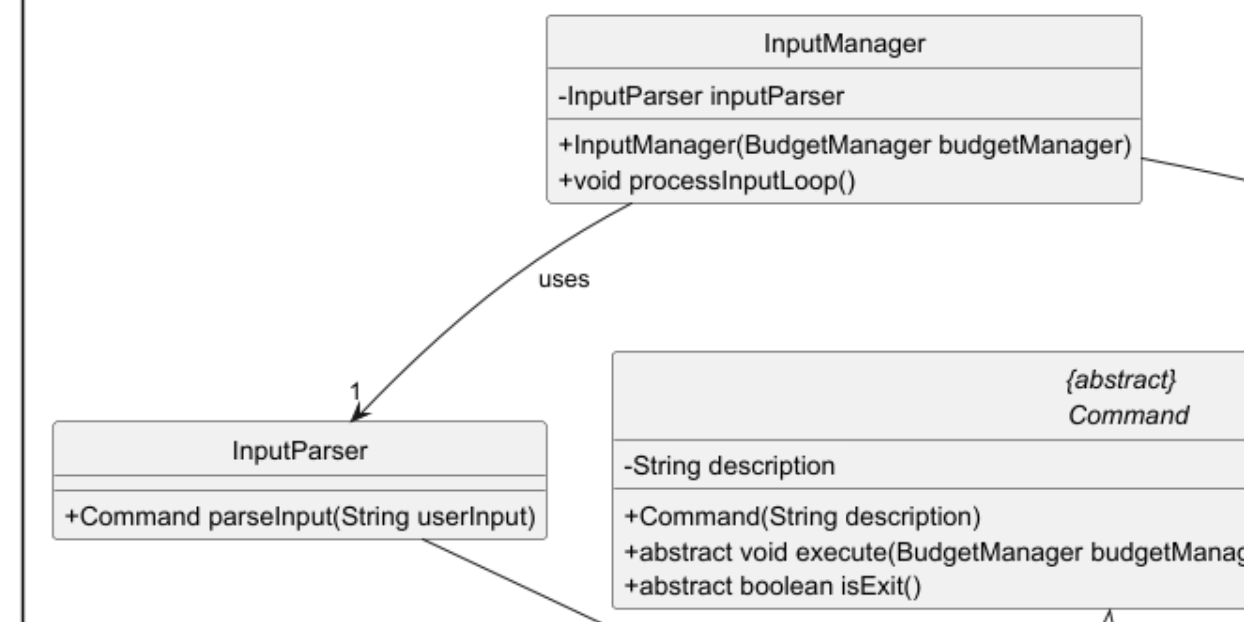 InputManager
-InputParser inputParser
+InputManager(BudgetManager budgetManager)
+void processInputLoop()
uses
1
InputParser
+Command parseInput(String userInput)
{abstract}
Command
-String description
+Command(String description)
+abstract void execute(BudgetManager budgetManag
+abstract boolean isExit()